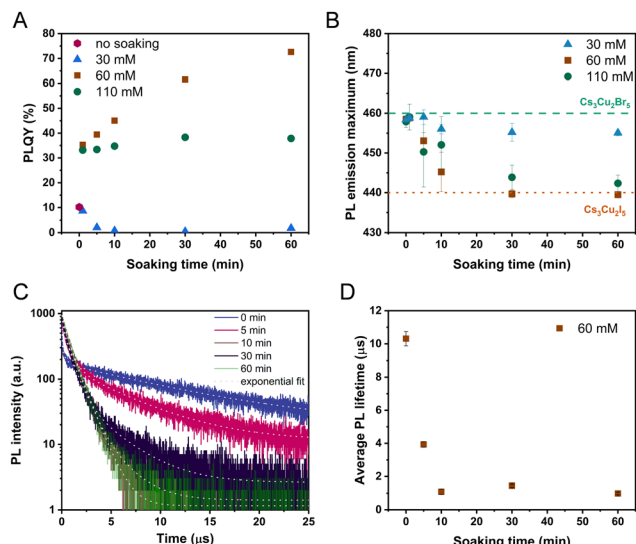 A
no soaking
30 mM
60 mM
110 mM
PLQY (%)
80
70
60
50
40
30
20
10
0
0 10 20 30 40 50 60
Soaking time (min)
B
30 mM
60 mM
110 mM
PL emission maximum (nm)
480
470
460
450
440
430
Cs₃Cu₂Br₅
Cs₃Cu₂I₅
0 10 20 30 40 50 60
Soaking time (min)
C
0 min
5 min
10 min
30 min
60 min
exponential fit
PL intensity (a.u.)
1000
100
10
1
0 5 10 15 20 25
Time (μs)
D
60 mM
Average PL lifetime (μs)
12
10
8
6
4
2
0
0 10 20 30 40 50 60
Soaking time (min)